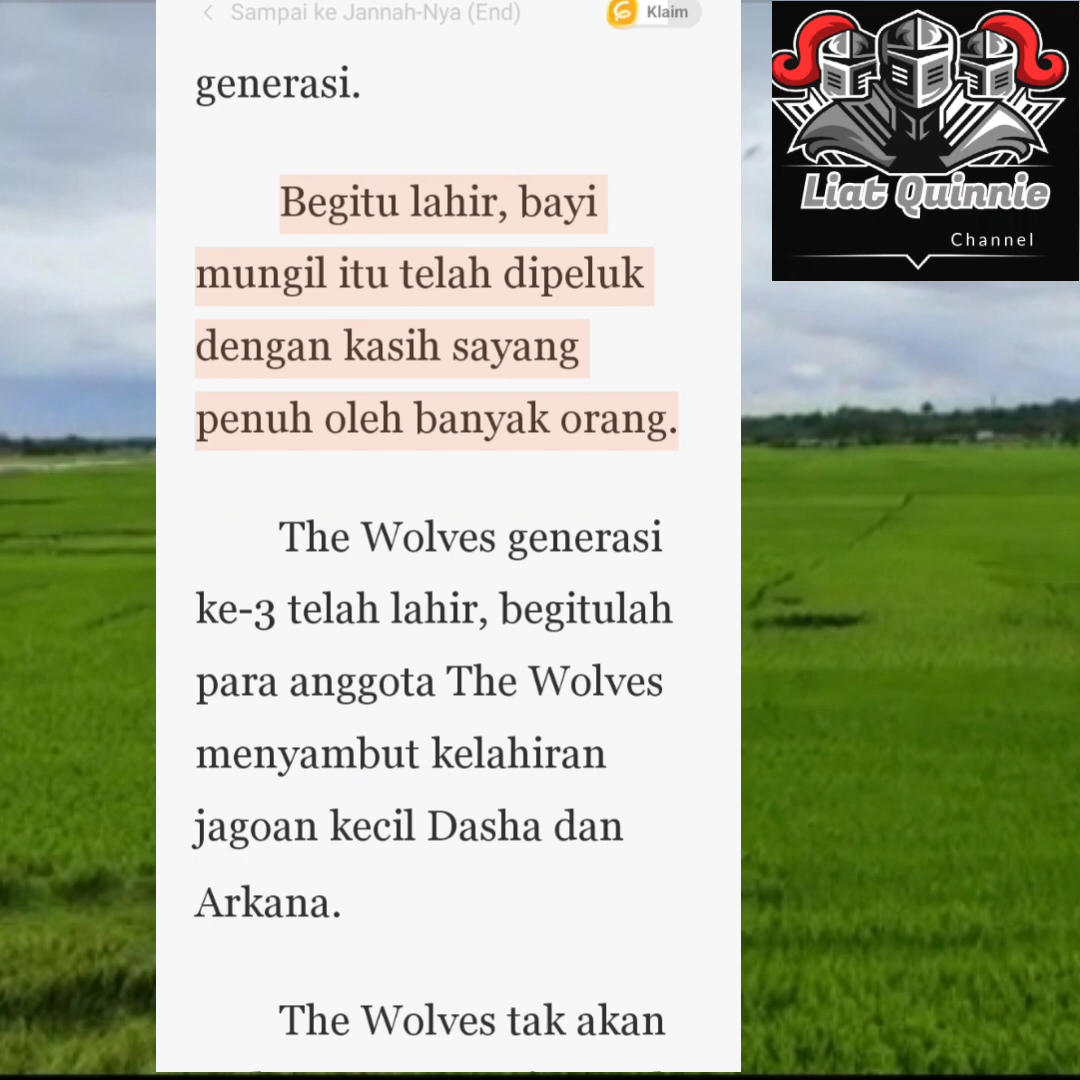 Sampai ke Jannah-Nya (End)
Klaim
Liat Quinnie
Channel
generasi.
Begitu lahir, bayi
mungil itu telah dipeluk
dengan kasih sayang
penuh oleh banyak orang.
The Wolves generasi
ke-3 telah lahir, begitulah
para anggota The Wolves
menyambut kelahiran
jagoan kecil Dasha dan
Arkana.
The Wolves tak akan